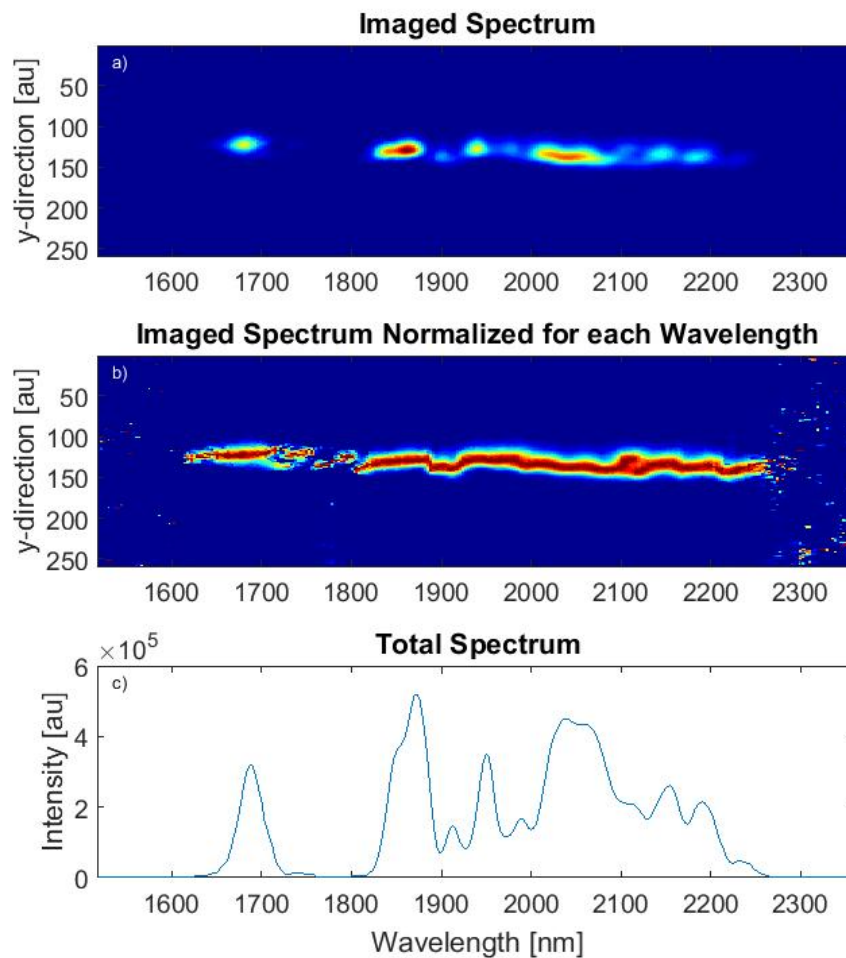 Imaged Spectrum
a)
y-direction [au]
50
100
150
200
250
1600 1700 1800 1900 2000 2100 2200 2300
Imaged Spectrum Normalized for each Wavelength
b)
y-direction [au]
50
100
150
200
250
1600 1700 1800 1900 2000 2100 2200 2300
Total Spectrum
×10⁵
c)
Intensity [au]
6
4
2
0
1600 1700 1800 1900 2000 2100 2200 2300
Wavelength [nm]